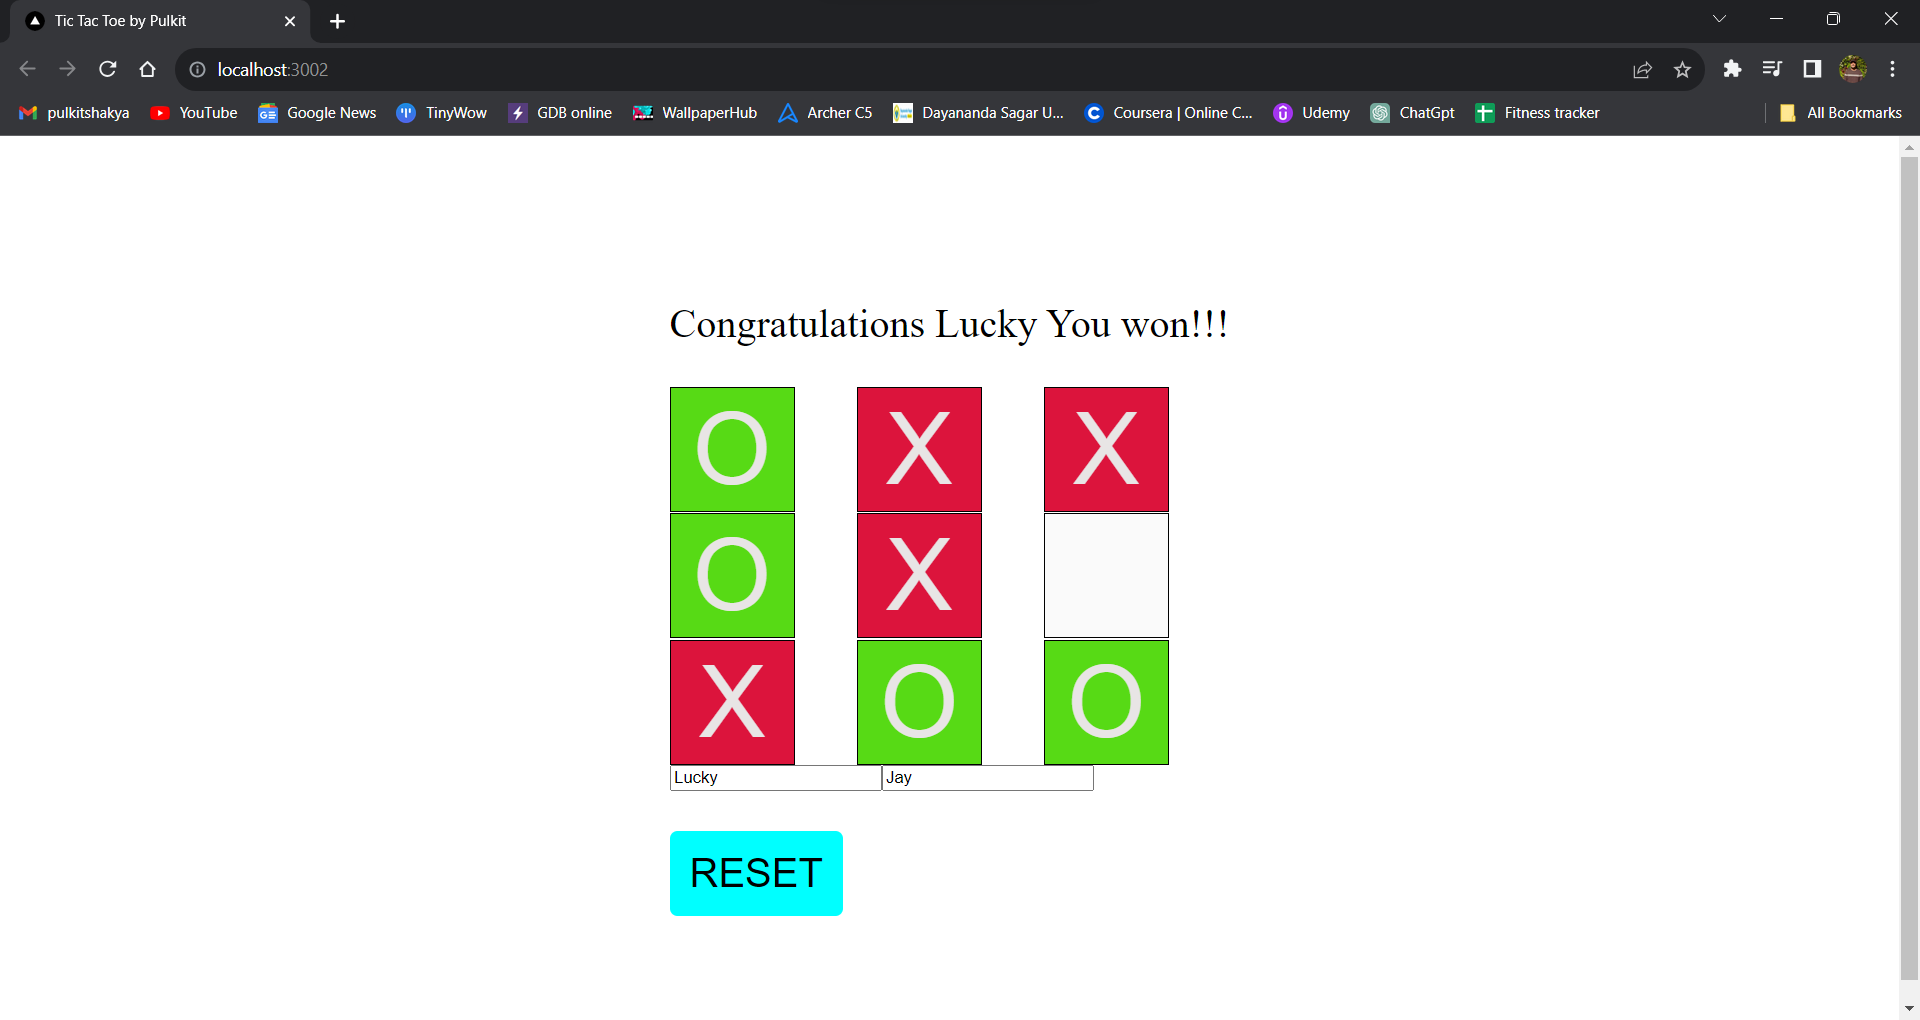 Tic Tac Toe by Pulkit
localhost:3002
pulkitshakya YouTube Google News TinyWow GDB online WallpaperHub Archer C5 Dayananda Sagar U... Coursera | Online C... Udemy ChatGpt Fitness tracker All Bookmarks
Congratulations Lucky You won!!!
O X X
O X
X O O
Lucky Jay
RESET